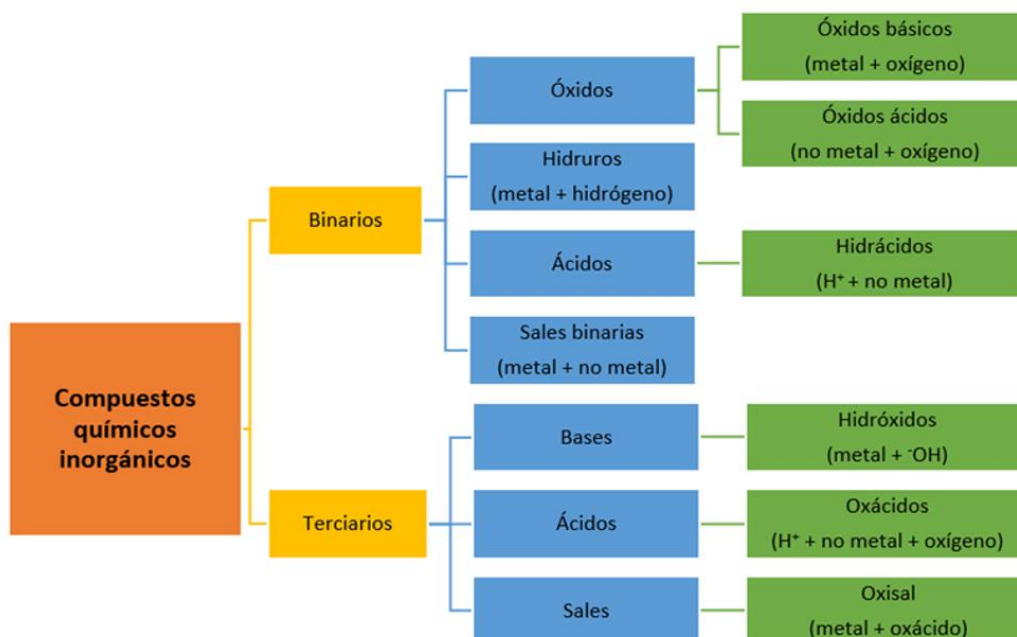 Compuestos
químicos
inorgánicos
Binarios
Óxidos
Óxidos básicos
(metal + oxígeno)
Óxidos ácidos
(no metal + oxígeno)
Hidruros
(metal + hidrógeno)
Ácidos
Hidrácidos
(H⁺ + no metal)
Sales binarias
(metal + no metal)
Terciarios
Bases
Hidróxidos
(metal + ⁻OH)
Ácidos
Oxácidos
(H⁺ + no metal + oxígeno)
Sales
Oxisal
(metal + oxácido)